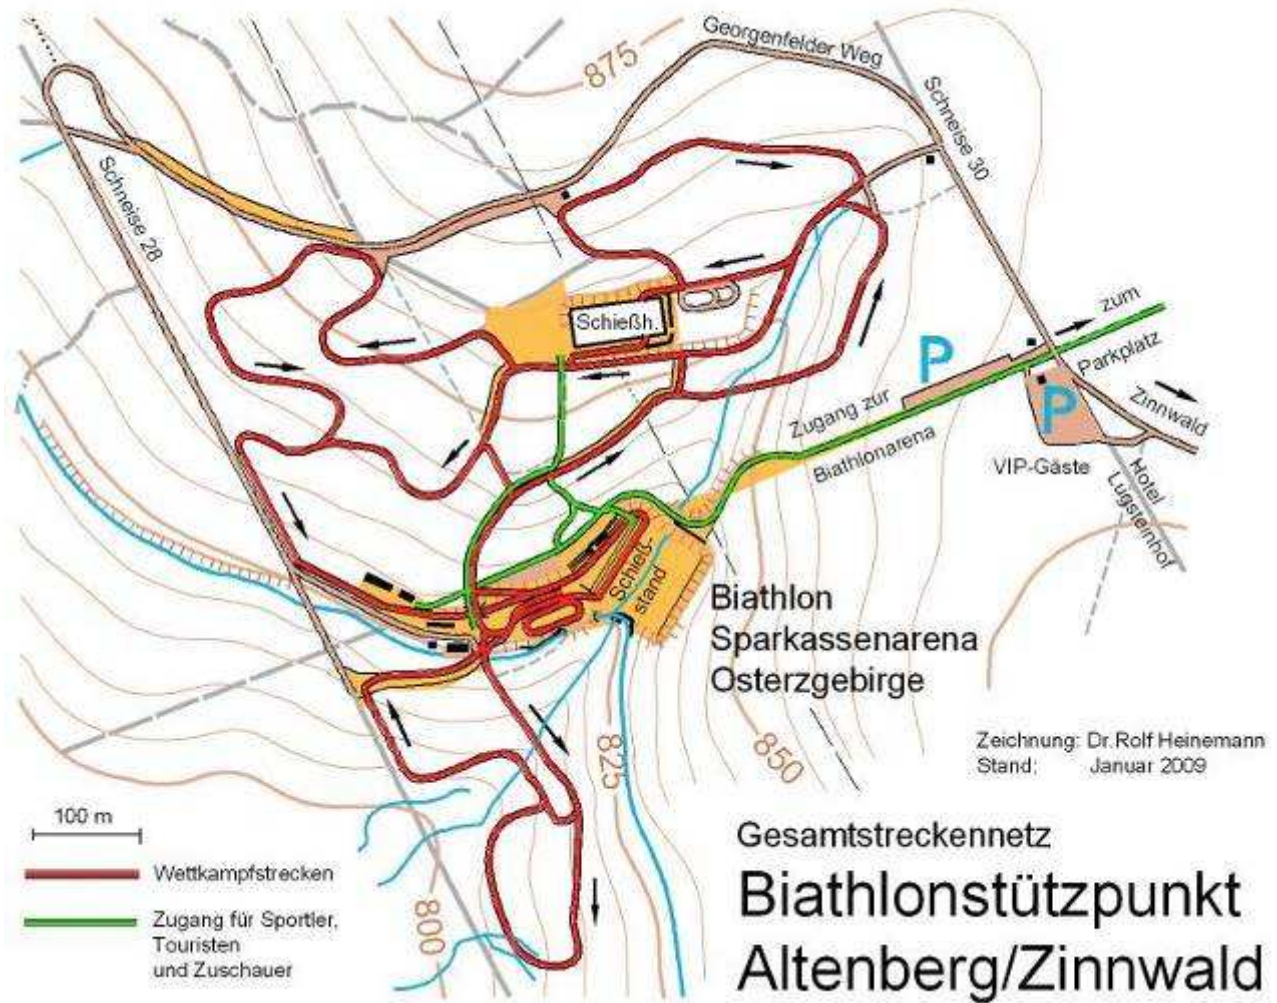 Georgenfelder Weg
875
Schneise 30
Schneise 28
Schießh.
zum
Parkplatz
P
P
Zugang zur
Biathlonarena
Zinnwald
VIP-Gäste
Hotel
Lugsteinhof
Schieß-
stand
Biathlon
Sparkassenarena
Osterzgebirge
850
825
800
Zeichnung: Dr. Rolf Heinemann
Stand: Januar 2009
100 m
Wettkampfstrecken
Zugang für Sportler,
Touristen
und Zuschauer
Gesamtstreckennetz
Biathlonstützpunkt
Altenberg/Zinnwald